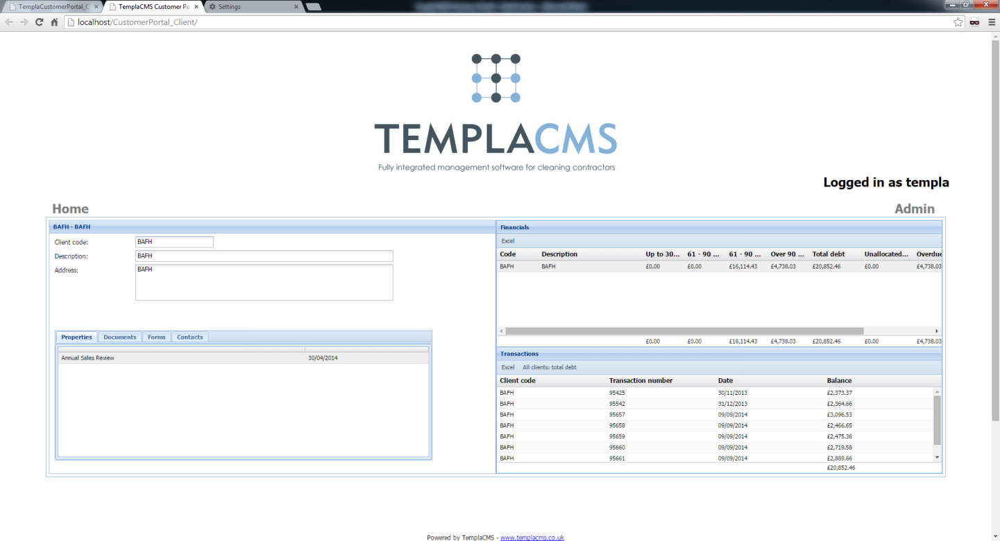 TemplaCustomerPortal_C
TemplaCMS Customer Po
Settings
localhost/CustomerPortal_Client/
TEMPLACMS
Fully integrated management software for cleaning contractors
Logged in as templa
Home
Admin
BAFH - BAFH
Client code:
BAFH
Description:
BAFH
Address:
BAFH
Properties Documents Forms Contacts
Annual Sales Review 30/04/2014
Financials
Excel
Code Description Up to 30... 61 - 90 ... 61 - 90 ... Over 90 ... Total debt Unallocated... Overdue
BAFH BAFH £0.00 £0.00 £16,114.43 £4,738.03 £20,852.46 £0.00 £4,738.03
£0.00 £0.00 £16,114.43 £4,738.03 £20,852.46 £0.00 £4,738.03
Transactions
Excel All clients: total debt
Client code Transaction number Date Balance
BAFH 95425 30/11/2013 £2,373.37
BAFH 95542 31/12/2013 £2,364.66
BAFH 95657 09/09/2014 £3,096.53
BAFH 95658 09/09/2014 £2,466.65
BAFH 95659 09/09/2014 £2,475.36
BAFH 95660 09/09/2014 £2,719.58
BAFH 95661 09/09/2014 £2,889.66
£20,852.46
Powered by TemplaCMS - www.templacms.co.uk